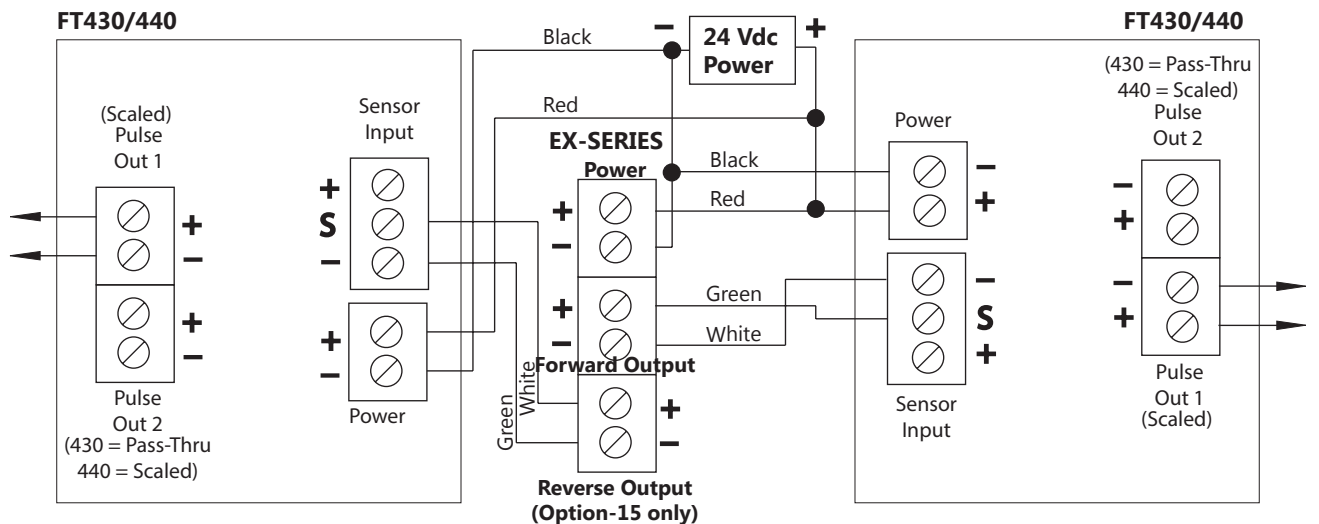 FT430/440
FT430/440
Black
−
24 Vdc
Power
+
(430 = Pass-Thru
440 = Scaled)
Pulse
Out 2
(Scaled)
Pulse
Out 1
Sensor
Input
Red
EX-SERIES
Power
Black
Red
Power
+
S
−
+
−
+
−
−
+
−
+
+
−
+
−
Green
White
Forward Output
−
S
+
−
+
+
−
Power
Green
White
+
−
Pulse
Out 2
(430 = Pass-Thru
440 = Scaled)
Sensor
Input
Pulse
Out 1
(Scaled)
Reverse Output
(Option-15 only)